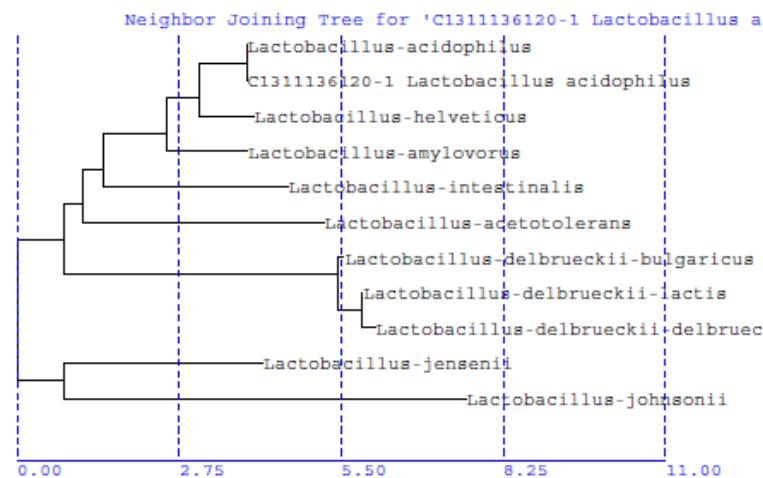 Neighbor Joining Tree for 'C1311136120-1 Lactobacillus a
Lactobacillus-acidophilus
C1311136120-1 Lactobacillus acidophilus
Lactobacillus-helveticus
Lactobacillus-amylovorus
Lactobacillus-intestinalis
Lactobacillus-acetotolerans
Lactobacillus-delbrueckii-bulgaricus
Lactobacillus-delbrueckii-lactis
Lactobacillus-delbrueckii-delbruec
Lactobacillus-jensenii
Lactobacillus-johnsonii
0.00 2.75 5.50 8.25 11.00